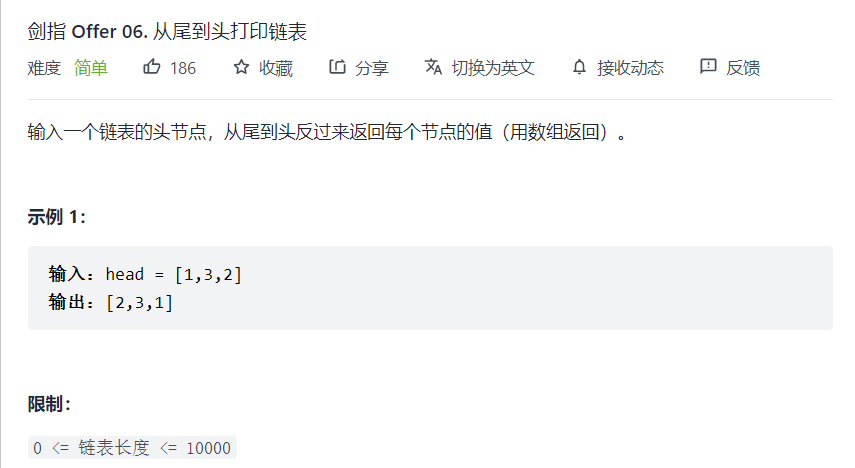 剑指 Offer 06. 从尾到头打印链表
难度 简单 186 收藏 分享 切换为英文 接收动态 反馈
输入一个链表的头节点，从尾到头反过来返回每个节点的值（用数组返回）。
示例 1：
输入：head = [1,3,2]
输出：[2,3,1]
限制：
0 <= 链表长度 <= 10000